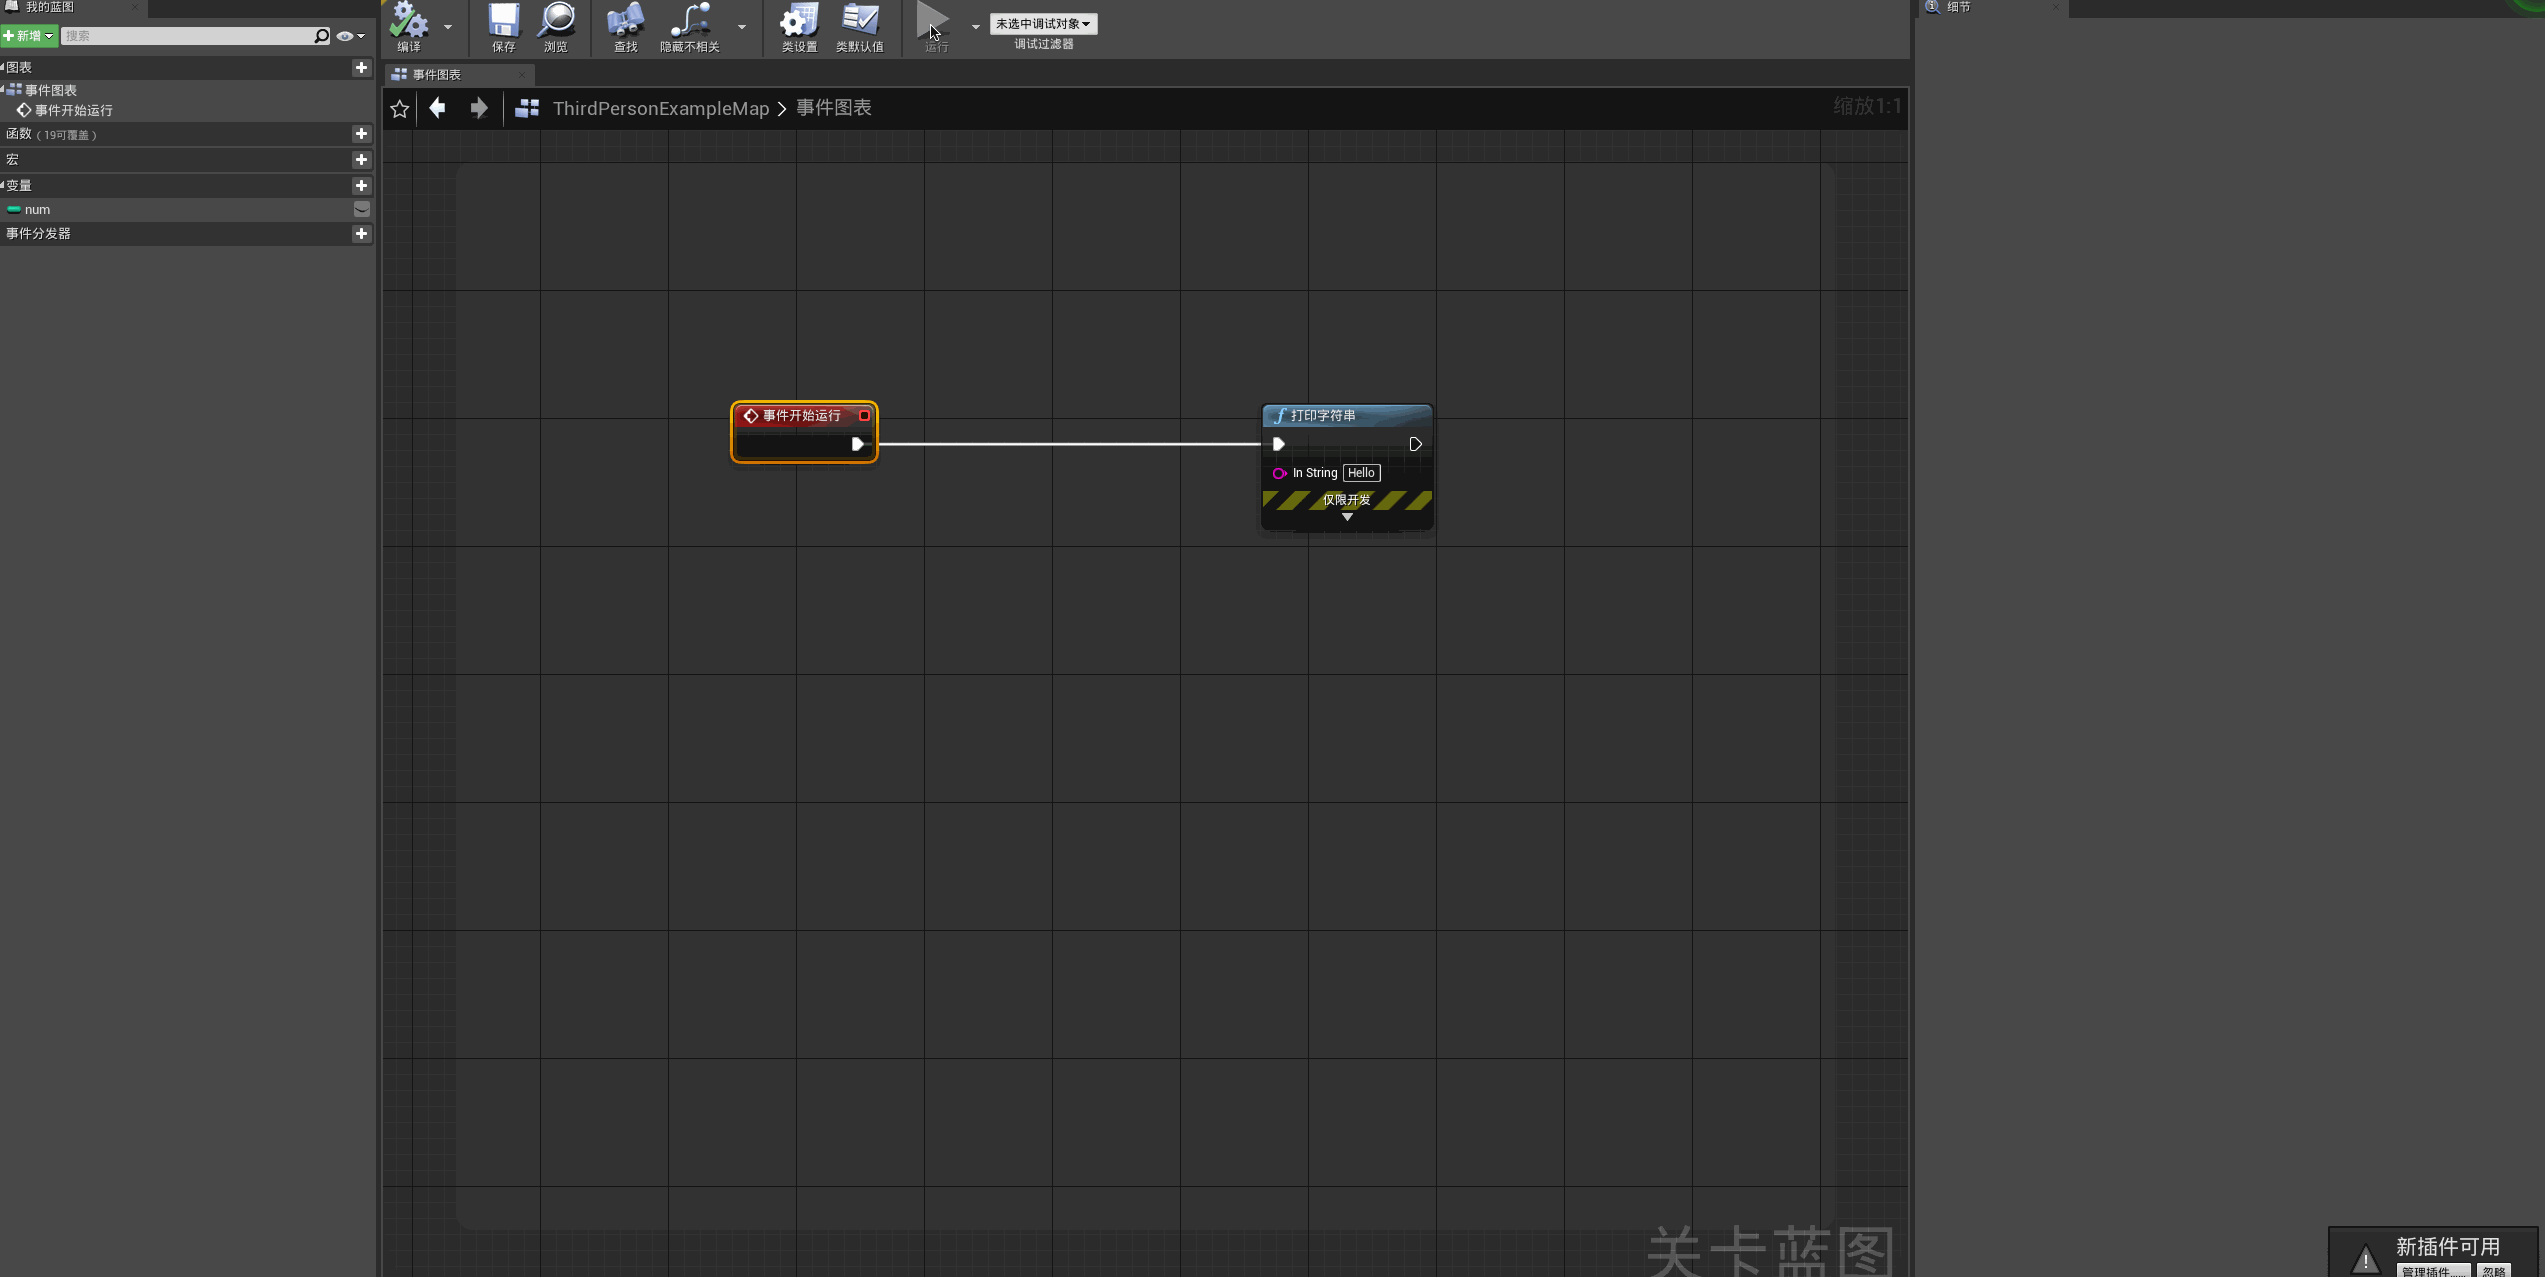 我的蓝图
新增
搜索
图表
事件图表
事件开始运行
函数（19可覆盖）
宏
变量
num
事件分发器
编译
保存
浏览
查找
隐藏不相关
类设置
类默认值
运行
未选中调试对象
调试过滤器
事件图表
ThirdPersonExampleMap > 事件图表
缩放1:1
事件开始运行
打印字符串
In String Hello
仅限开发
关卡蓝图
细节
新插件可用
管理插件......
忽略